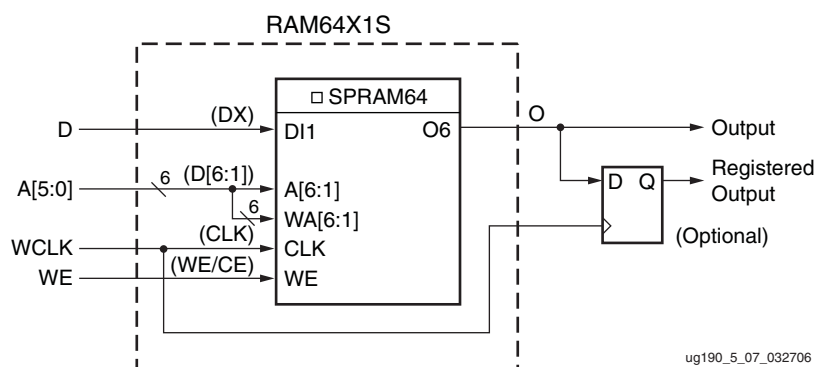 RAM64X1S
SPRAM64
D
(DX)
DI1
O6
O
Output
A[5:0]
6
(D[6:1])
A[6:1]
6
WA[6:1]
WCLK
(CLK)
CLK
WE
(WE/CE)
WE
D Q
Registered
Output
(Optional)
ug190_5_07_032706